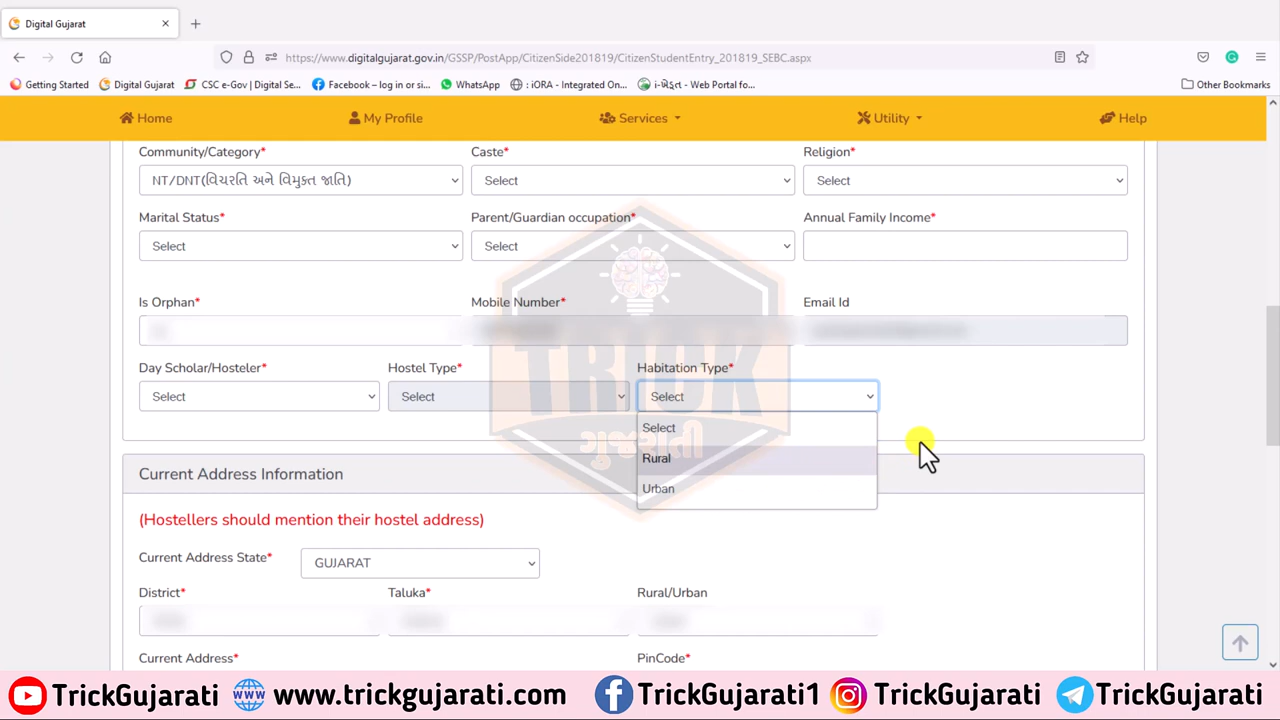 Digital Gujarat
https://www.digitalgujarat.gov.in/GSSP/PostApp/CitizenSide201819/CitizenStudentEntry_201819_SEBC.aspx
Getting Started Digital Gujarat CSC e-Gov | Digital Se... Facebook – log in or si... WhatsApp : iORA - Integrated On... i-ખેડૂત - Web Portal fo... Other Bookmarks
Home My Profile Services Utility Help
Community/Category* Caste* Religion*
NT/DNT(વિચરતિ અને વિમુક્ત જાતિ) Select Select
Marital Status* Parent/Guardian occupation* Annual Family Income*
Select Select
Is Orphan* Mobile Number* Email Id
TRICK
ગુજરાતી
Day Scholar/Hosteler* Hostel Type* Habitation Type*
Select Select Select
Select
Rural
Urban
Current Address Information
(Hostellers should mention their hostel address)
Current Address State* GUJARAT
District* Taluka* Rural/Urban
Current Address* PinCode*
TrickGujarati www.trickgujarati.com TrickGujarati1 TrickGujarati TrickGujarati